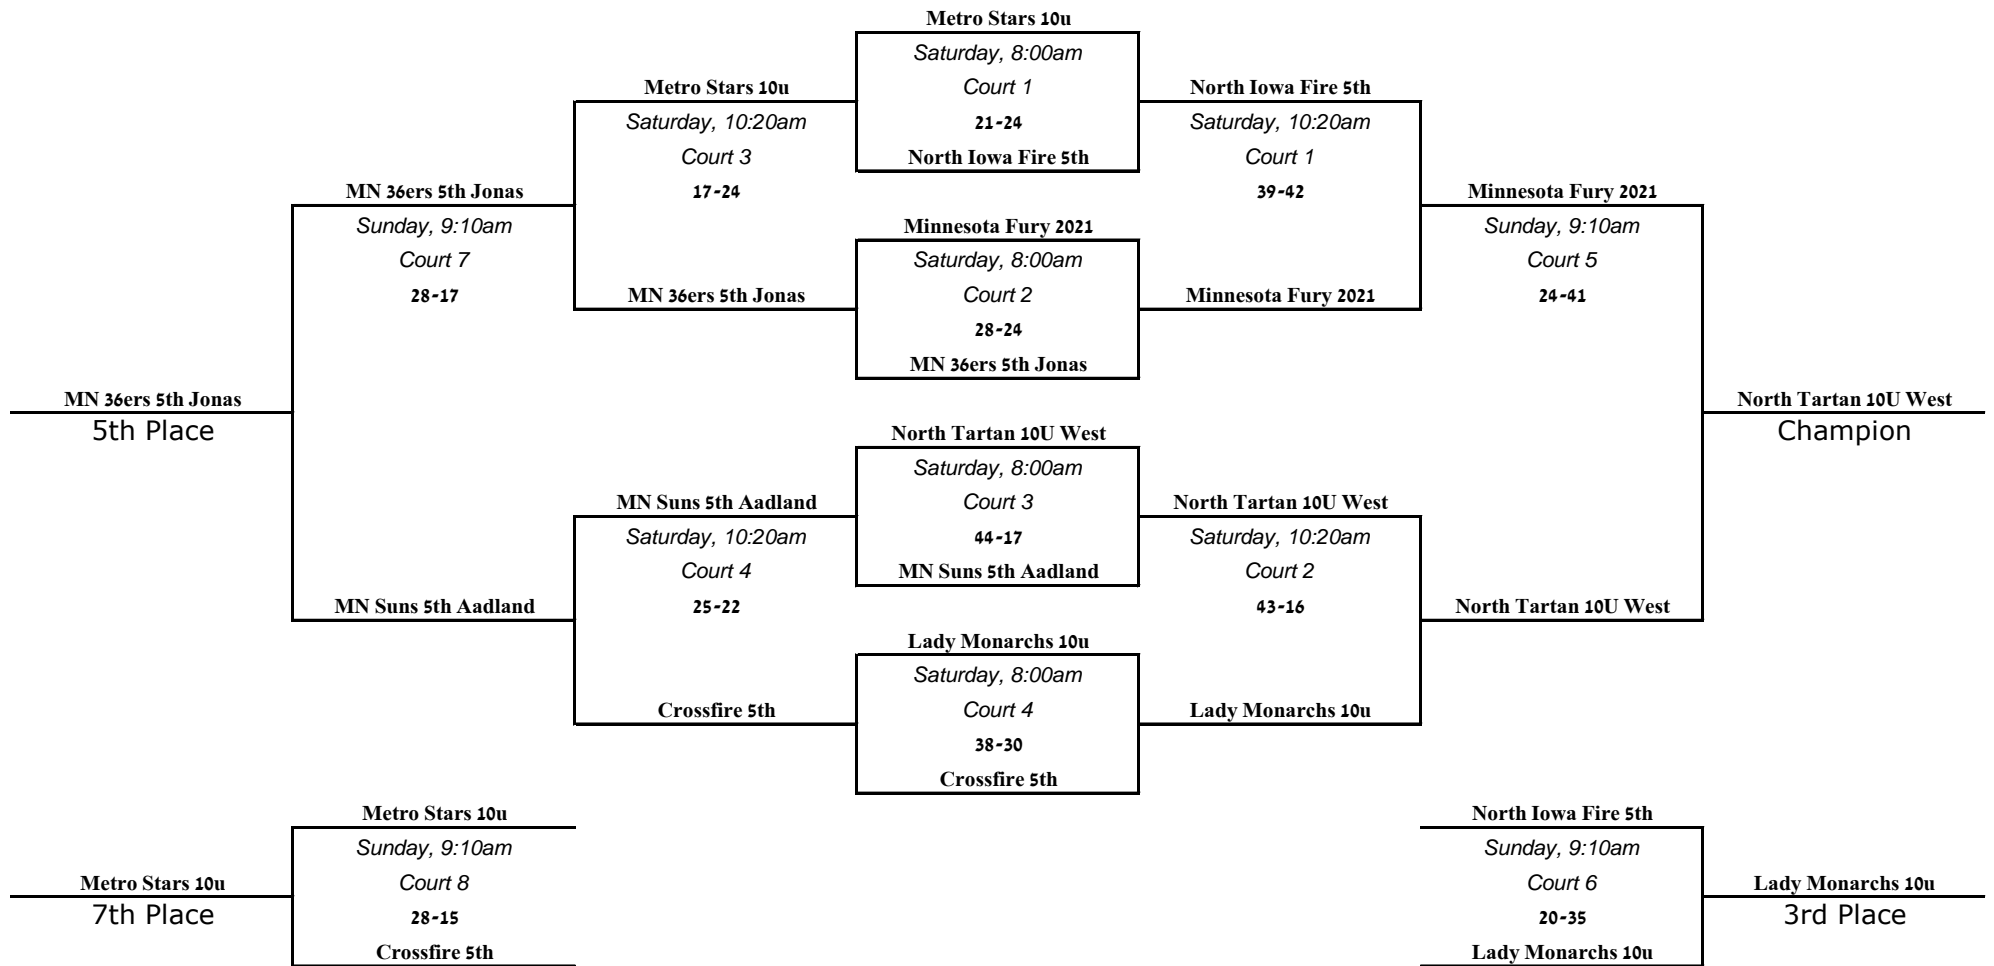 Metro Stars 10u
Saturday, 8:00am
Metro Stars 10u
Court 1
North Iowa Fire 5th
Saturday, 10:20am
21-24
Saturday, 10:20am
Court 3
North Iowa Fire 5th
Court 1
MN 36ers 5th Jonas
17-24
39-42
Minnesota Fury 2021
Sunday, 9:10am
Minnesota Fury 2021
Sunday, 9:10am
Court 7
Saturday, 8:00am
Court 5
28-17
MN 36ers 5th Jonas
Court 2
Minnesota Fury 2021
24-41
28-24
MN 36ers 5th Jonas
MN 36ers 5th Jonas
North Tartan 10U West
5th Place
North Tartan 10U West
Champion
Saturday, 8:00am
MN Suns 5th Aadland
Court 3
North Tartan 10U West
Saturday, 10:20am
44-17
Saturday, 10:20am
Court 4
MN Suns 5th Aadland
Court 2
MN Suns 5th Aadland
25-22
43-16
North Tartan 10U West
Lady Monarchs 10u
Saturday, 8:00am
Crossfire 5th
Court 4
Lady Monarchs 10u
38-30
Crossfire 5th
Metro Stars 10u
North Iowa Fire 5th
Sunday, 9:10am
Sunday, 9:10am
Metro Stars 10u
Court 8
Court 6
Lady Monarchs 10u
7th Place
28-15
20-35
3rd Place
Crossfire 5th
Lady Monarchs 10u